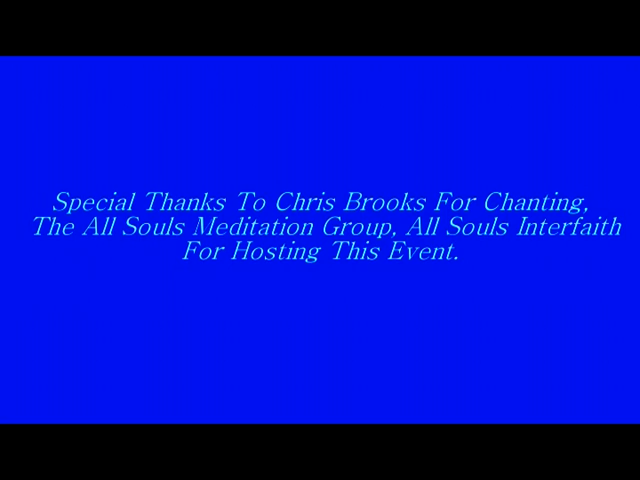 Special Thanks To Chris Brooks For Chanting,
The All Souls Meditation Group, All Souls Interfaith
For Hosting This Event.